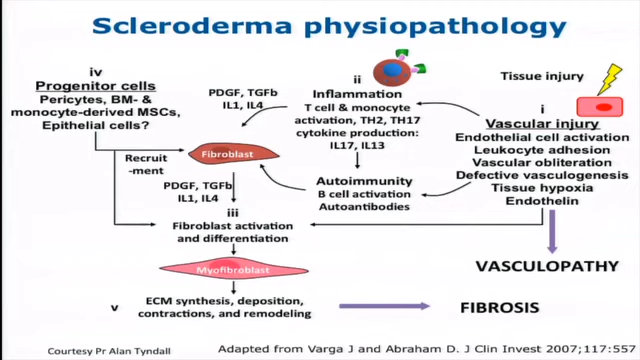 Scleroderma physiopathology
iv
Progenitor cells
Pericytes, BM- &
monocyte-derived MSCs,
Epithelial cells?
PDGF, TGFb
IL1, IL4
ii
Inflammation
T cell & monocyte
activation, TH2, TH17
cytokine production:
IL17, IL13
Tissue injury
i
Vascular injury
Endothelial cell activation
Leukocyte adhesion
Vascular obliteration
Defective vasculogenesis
Tissue hypoxia
Endothelin
Recruit
-ment
Fibroblast
PDGF, TGFb
IL1, IL4
Autoimmunity
B cell activation
Autoantibodies
iii
Fibroblast activation
and differentiation
Myofibroblast
VASCULOPATHY
v
ECM synthesis, deposition,
contractions, and remodeling
FIBROSIS
Courtesy Pr Alan Tyndall
Adapted from Varga J and Abraham D. J Clin Invest 2007;117:557